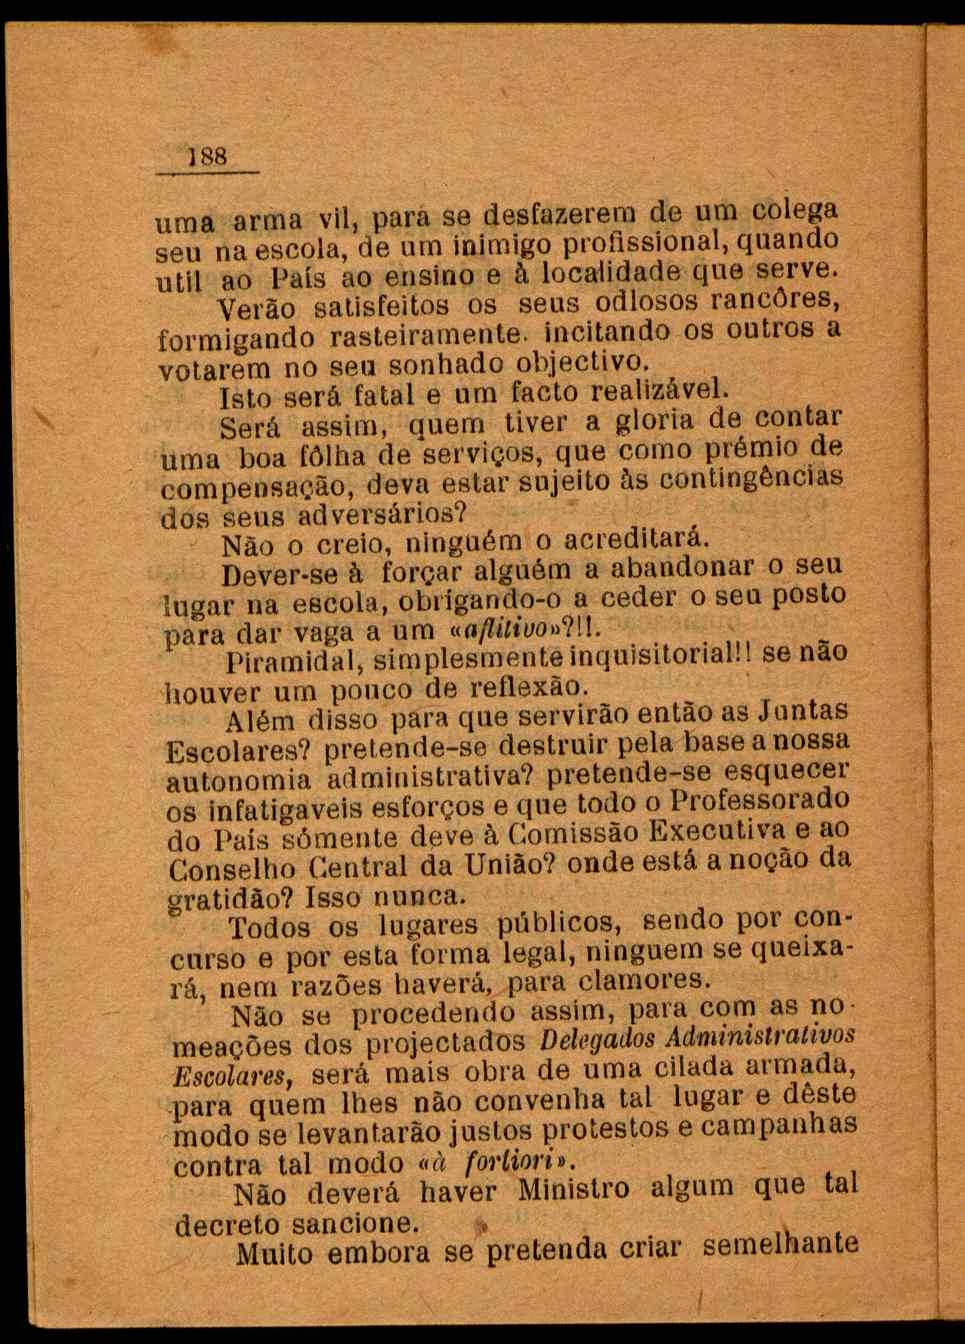 188
uma arma vil, para se desfazerem de um colega
seu na escola, de um inimigo profissional, quando
util ao País ao ensino e à localidade que serve.
Verão satisfeitos os seus odiosos rancôres,
formigando rasteiramente. incitando os outros a
votarem no seu sonhado objectivo.
Isto será fatal e um facto realizável.
Será assim, quem tiver a gloria de contar
uma boa fôlha de serviços, que como prémio de
compensação, deva estar sujeito às contingências
dos seus adversários?
Não o creio, ninguém o acreditará.
Dever-se à forçar alguém a abandonar o seu
lugar na escola, obrigando-o a ceder o seu posto
para dar vaga a um «aflitivo»?!!.
Piramidal, simplesmente inquisitorial!! se não
houver um pouco de reflexão.
Além disso para que servirão então as Juntas
Escolares? pretende-se destruir pela base a nossa
autonomia administrativa? pretende-se esquecer
os infatigaveis esforços e que todo o Professorado
do País sómente deve à Comissão Executiva e ao
Conselho Central da União? onde está a noção da
gratidão? Isso nunca.
Todos os lugares públicos, sendo por con-
curso e por esta forma legal, ninguem se queixa-
rá, nem razões haverá, para clamores.
Não se procedendo assim, para com as no-
meações dos projectados Delegados Administrativos
Escolares, será mais obra de uma cilada armada,
para quem lhes não convenha tal lugar e dêste
modo se levantarão justos protestos e campanhas
contra tal modo «à fortiori».
Não deverá haver Ministro algum que tal
decreto sancione.
Muito embora se pretenda criar semelhante